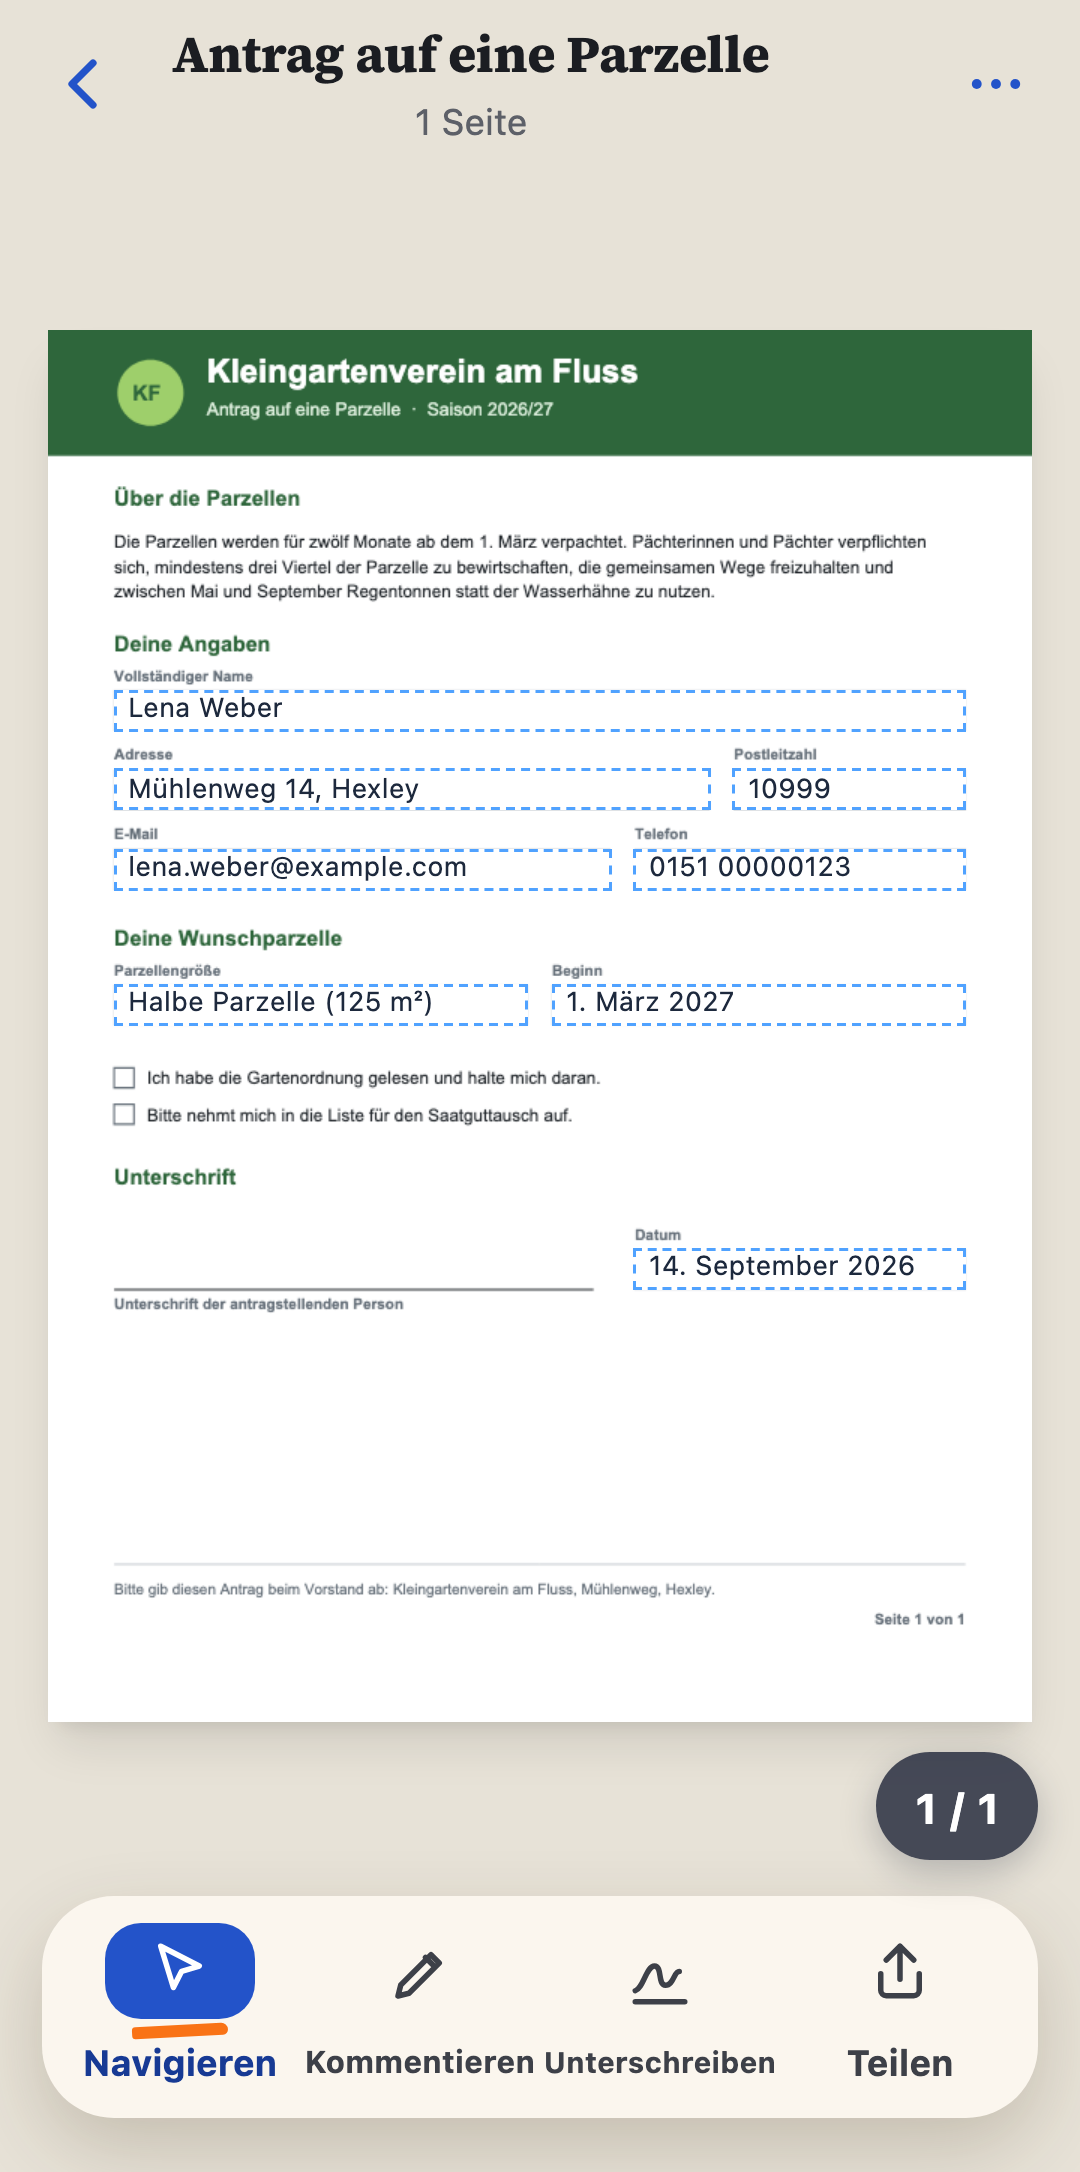 Antrag auf eine Parzelle
1 Seite
KF
Kleingartenverein am Fluss
Antrag auf eine Parzelle · Saison 2026/27
Über die Parzellen
Die Parzellen werden für zwölf Monate ab dem 1. März verpachtet. Pächterinnen und Pächter verpflichten
sich, mindestens drei Viertel der Parzelle zu bewirtschaften, die gemeinsamen Wege freizuhalten und
zwischen Mai und September Regentonnen statt der Wasserhähne zu nutzen.
Deine Angaben
Vollständiger Name
Lena Weber
Adresse Postleitzahl
Mühlenweg 14, Hexley 10999
E-Mail Telefon
lena.weber@example.com 0151 00000123
Deine Wunschparzelle
Parzellengröße Beginn
Halbe Parzelle (125 m²) 1. März 2027
Ich habe die Gartenordnung gelesen und halte mich daran.
Bitte nehmt mich in die Liste für den Saatguttausch auf.
Unterschrift
Datum
14. September 2026
Unterschrift der antragstellenden Person
Bitte gib diesen Antrag beim Vorstand ab: Kleingartenverein am Fluss, Mühlenweg, Hexley.
Seite 1 von 1
1 / 1
Navigieren Kommentieren Unterschreiben Teilen